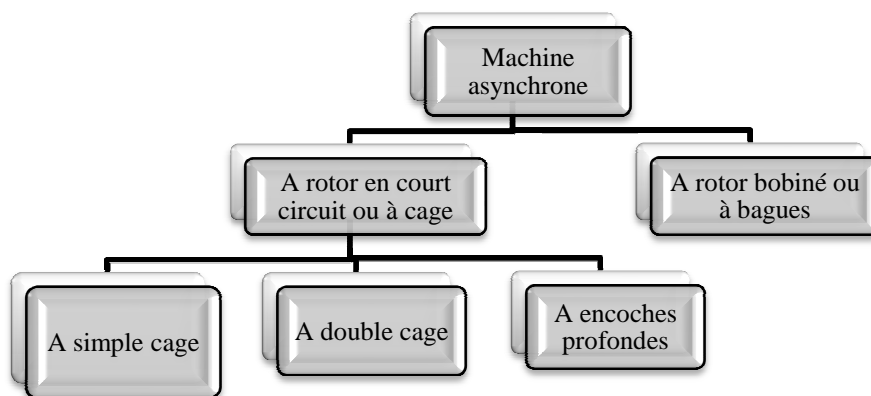 Machine
asynchrone
A rotor en court
circuit ou à cage
A rotor bobiné ou
à bagues
A simple cage
A double cage
A encoches
profondes